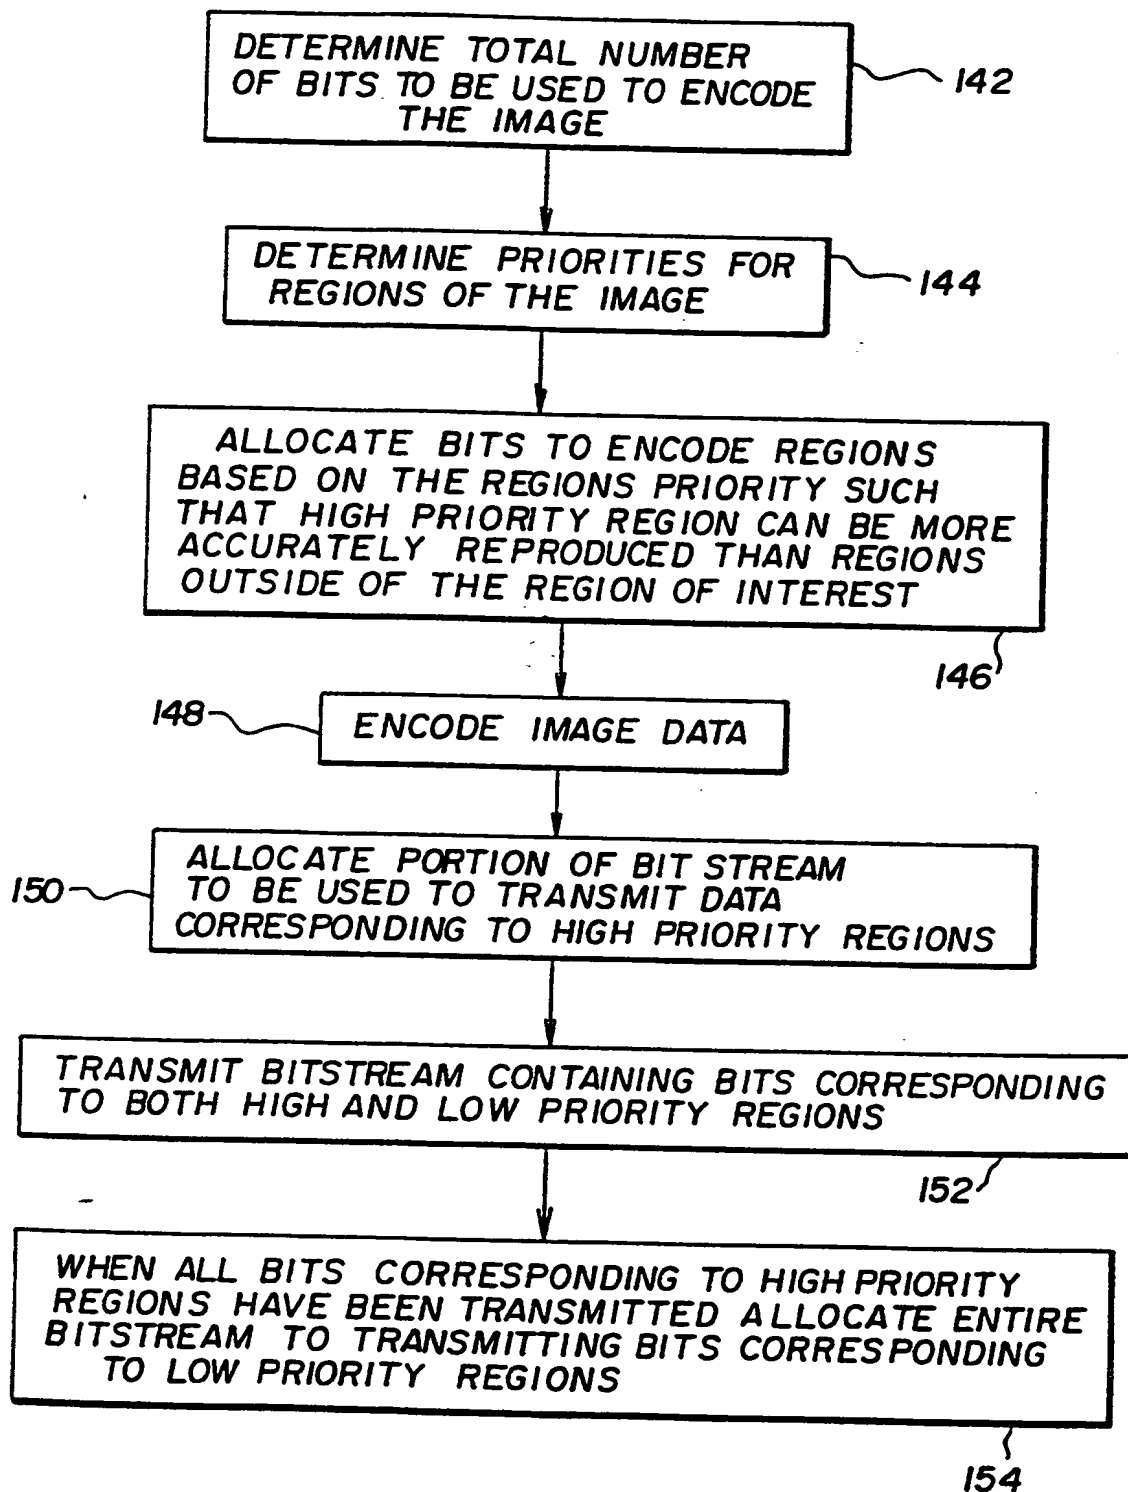 DETERMINE TOTAL NUMBER
OF BITS TO BE USED TO ENCODE
THE IMAGE
142
DETERMINE PRIORITIES FOR
REGIONS OF THE IMAGE
144
ALLOCATE BITS TO ENCODE REGIONS
BASED ON THE REGIONS PRIORITY SUCH
THAT HIGH PRIORITY REGION CAN BE MORE
ACCURATELY REPRODUCED THAN REGIONS
OUTSIDE OF THE REGION OF INTEREST
146
148
ENCODE IMAGE DATA
150
ALLOCATE PORTION OF BIT STREAM
TO BE USED TO TRANSMIT DATA
CORRESPONDING TO HIGH PRIORITY REGIONS
TRANSMIT BITSTREAM CONTAINING BITS CORRESPONDING
TO BOTH HIGH AND LOW PRIORITY REGIONS
152
WHEN ALL BITS CORRESPONDING TO HIGH PRIORITY
REGIONS HAVE BEEN TRANSMITTED ALLOCATE ENTIRE
BITSTREAM TO TRANSMITTING BITS CORRESPONDING
TO LOW PRIORITY REGIONS
154